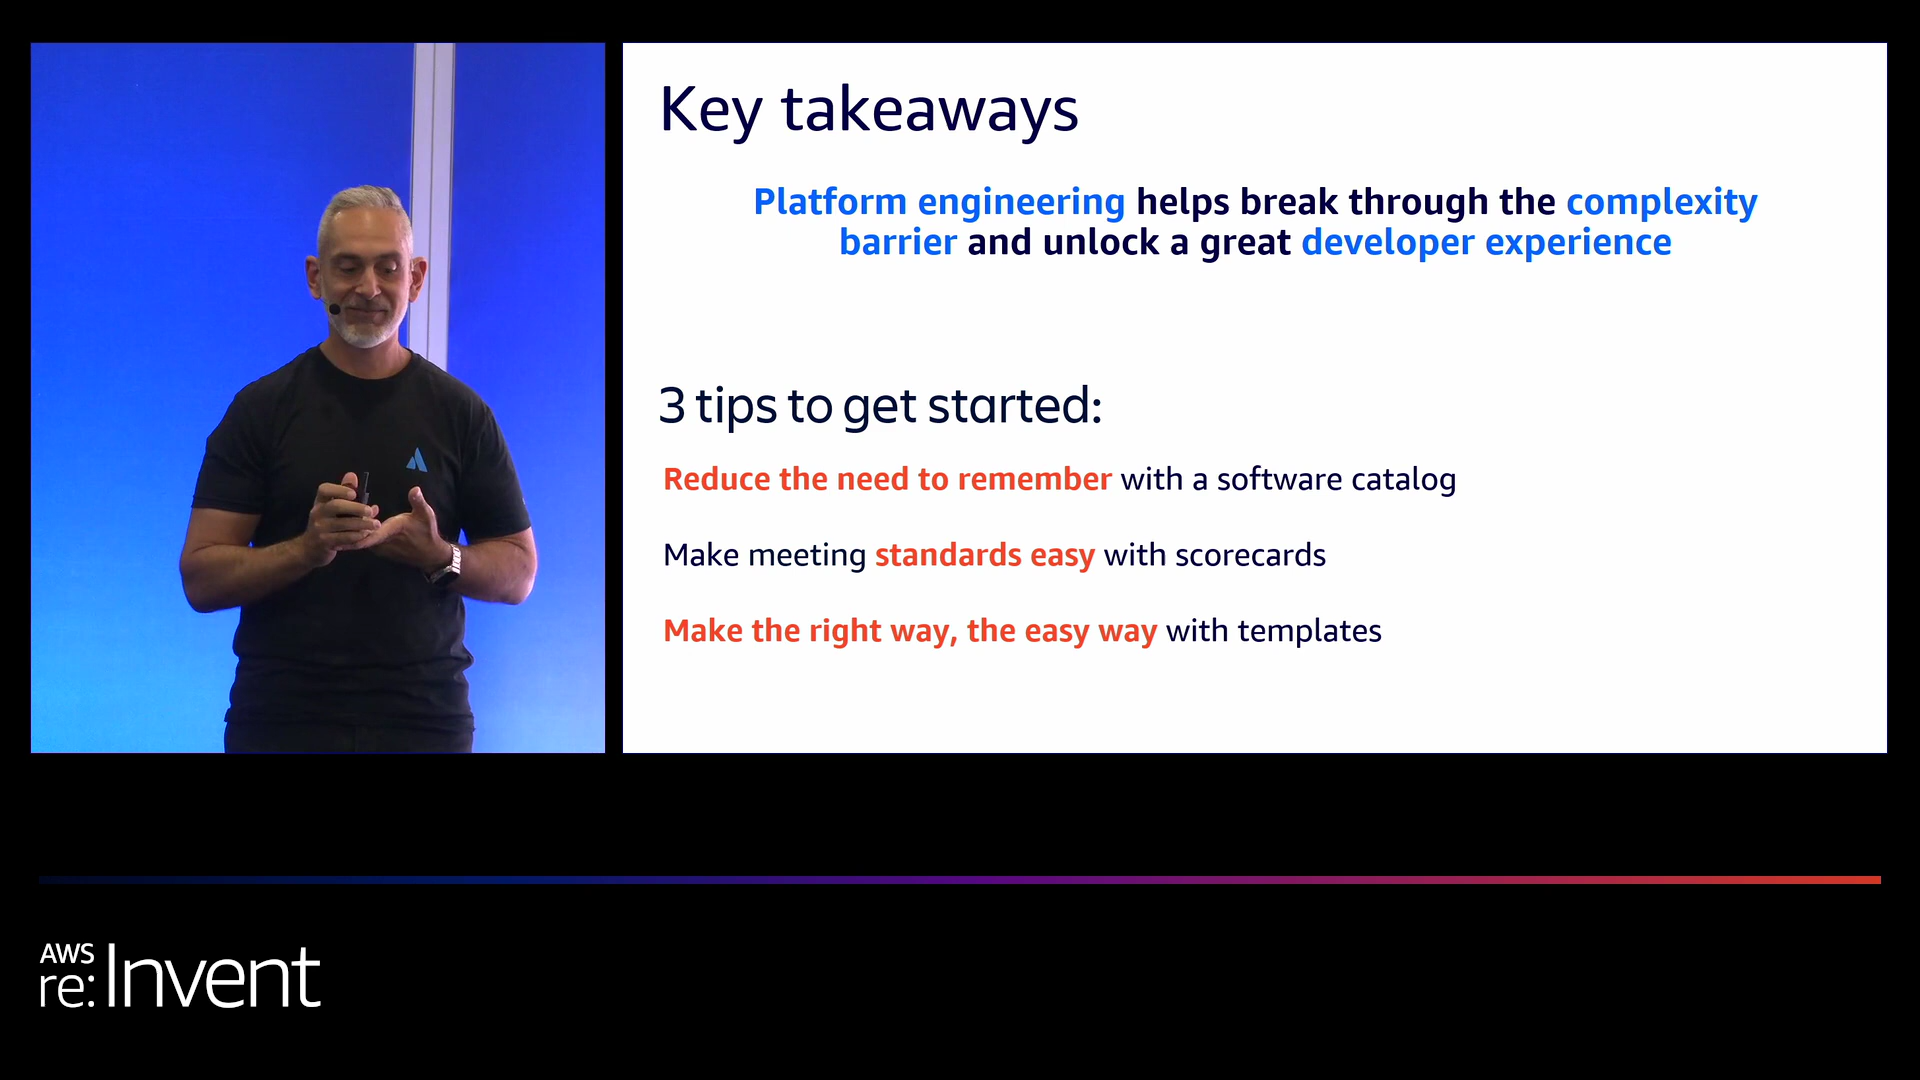 Key takeaways
Platform engineering helps break through the complexity
barrier and unlock a great developer experience
3 tips to get started:
Reduce the need to remember with a software catalog
Make meeting standards easy with scorecards
Make the right way, the easy way with templates
AWS
re:Invent